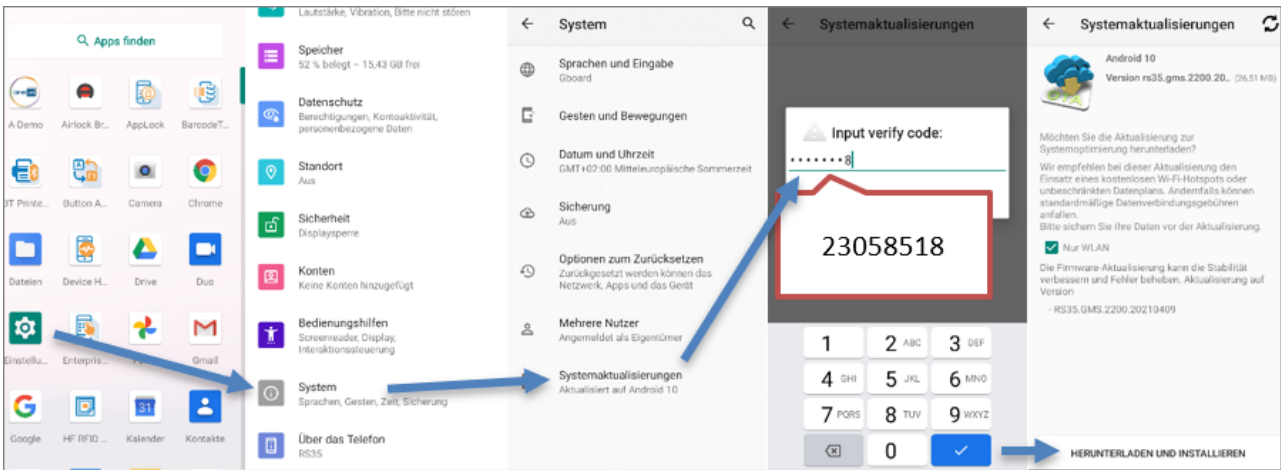 Apps finden
A-Demo
Airlock Br...
AppLock
BarcodeT...
BT Printe...
Button A...
Camera
Chrome
Dateien
Device H...
Drive
Duo
Einstellu...
Enterpris...
Gmail
31
Google
HF RFID ...
Kalender
Kontakte
Lautstärke, Vibration, Bitte nicht stören
Speicher
52 % belegt – 15,43 GB frei
Datenschutz
Berechtigungen, Kontoaktivität,
personenbezogene Daten
Standort
Aus
Sicherheit
Displaysperre
Konten
Keine Konten hinzugefügt
Bedienungshilfen
Screenreader, Display,
Interaktionssteuerung
System
Sprachen, Gesten, Zeit, Sicherung
Über das Telefon
RS35
System
Sprachen und Eingabe
Gboard
Gesten und Bewegungen
Datum und Uhrzeit
GMT+02:00 Mitteleuropäische Sommerzeit
Sicherung
Aus
Optionen zum Zurücksetzen
Zurückgesetzt werden können das
Netzwerk, Apps und das Gerät
Mehrere Nutzer
Angemeldet als Eigentümer
Systemaktualisierungen
Aktualisiert auf Android 10
Systemaktualisierungen
Input verify code:
·······8
23058518
1 2 ABC 3 DEF
4 GHI 5 JKL 6 MNO
7 PQRS 8 TUV 9 WXYZ
0
Systemaktualisierungen
Android 10
Version rs35.gms.2200.20... (26,51 MB)
Möchten Sie die Aktualisierung zur
Systemoptimierung herunterladen?
Wir empfehlen bei dieser Aktualisierung den
Einsatz eines kostenlosen Wi-Fi-Hotspots oder
unbeschränkten Datenplans. Andernfalls können
standardmäßige Datenverbindungsgebühren
anfallen.
Bitte sichern Sie Ihre Daten vor der Aktualisierung.
Nur WLAN
Die Firmware-Aktualisierung kann die Stabilität
verbessern und Fehler beheben. Aktualisierung auf
Version
- RS35.GMS.2200.20210409
HERUNTERLADEN UND INSTALLIEREN